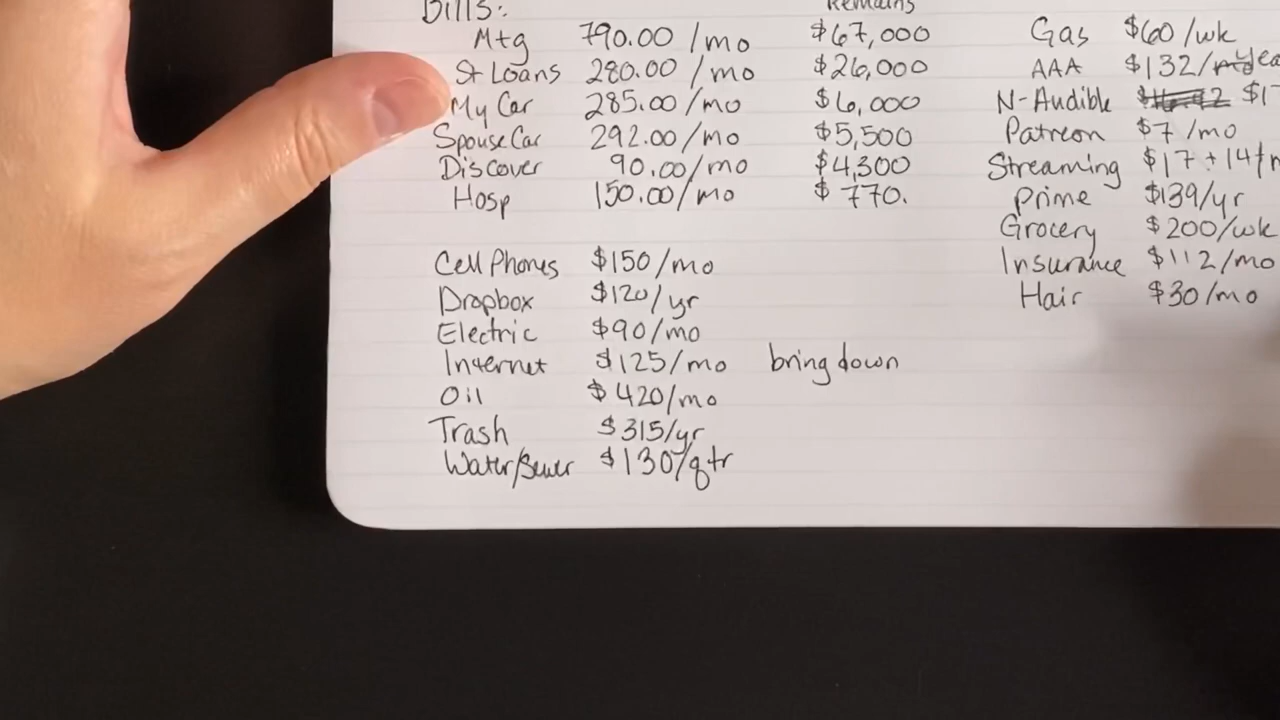 Bills: Remains
Mtg 790.00 /mo $67,000
St Loans 280.00 /mo $26,000
My Car 285.00/mo $6,000
Spouse Car 292.00/mo $5,500
Discover 90.00/mo $4,300
Hosp 150.00/mo $ 770.
Cell Phones $150/mo
Dropbox $120/yr
Electric $90/mo
Internet $125/mo bring down
Oil $420/mo
Trash $315/yr
Water/Sewer $130/qtr
Gas $60/wk
AAA $132/
N-Audible
Patreon $7/mo
Streaming $17 + 14/
Prime $139/yr
Grocery $200/wk
Insurance $112/mo
Hair $30/mo